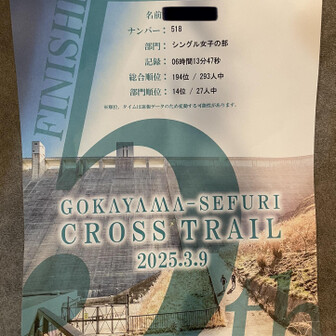 FINISH
名前：
ナンバー： 518
部門： シングル女子の部
記録： 06時間13分47秒
総合順位： 194位 / 293人中
部門順位： 14位 / 27人中
GOKAYAMA-SEFURI
CROSS TRAIL
2025.3.9
5th